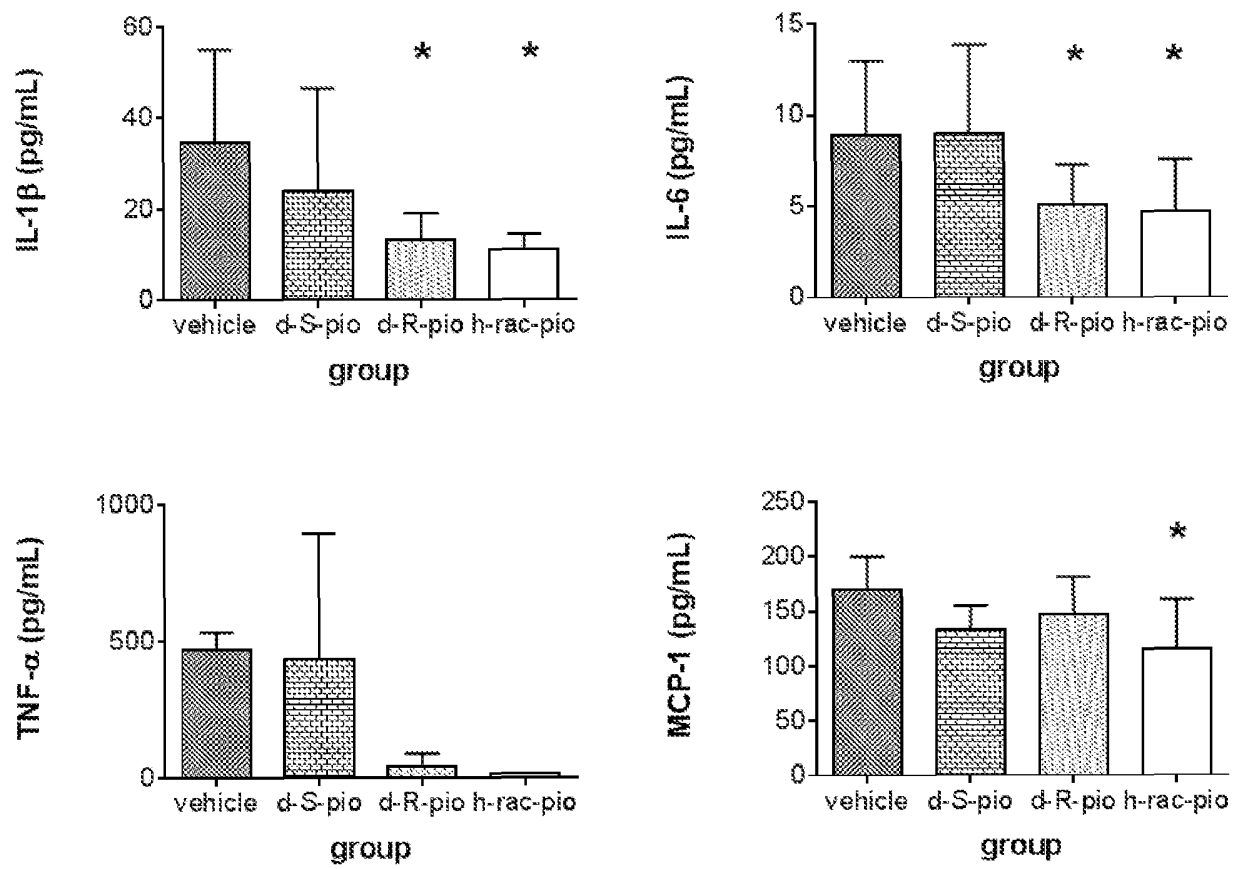 IL-1β (pg/mL)
60
40
20
0
*
*
vehicle d-S-pio d-R-pio h-rac-pio
group
IL-6 (pg/mL)
15
10
5
0
*
*
vehicle d-S-pio d-R-pio h-rac-pio
group
TNF-α (pg/mL)
1000
500
0
vehicle d-S-pio d-R-pio h-rac-pio
group
MCP-1 (pg/mL)
250
200
150
100
50
0
*
vehicle d-S-pio d-R-pio h-rac-pio
group